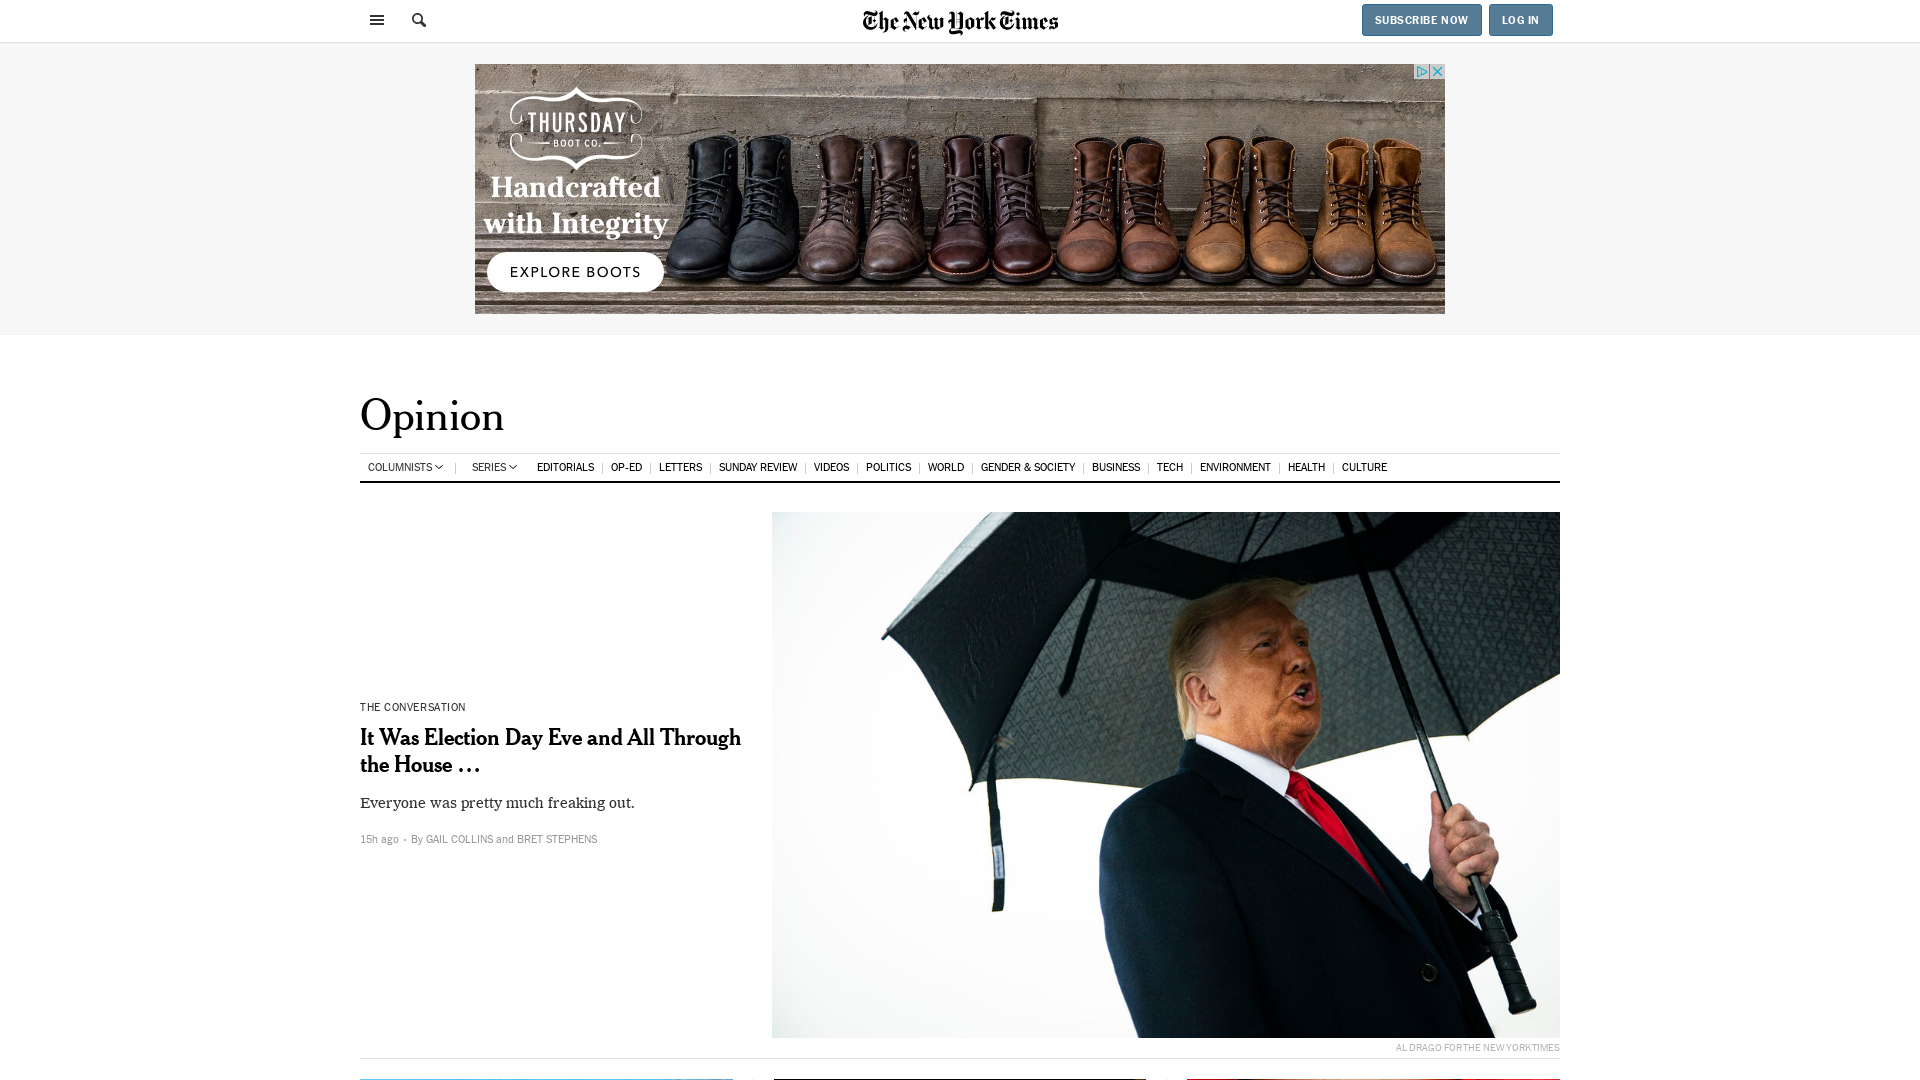 The New York Times
SUBSCRIBE NOW
LOG IN
THURSDAY
BOOT CO.
Handcrafted
with Integrity
EXPLORE BOOTS
Opinion
COLUMNISTS
SERIES
EDITORIALS
OP-ED
LETTERS
SUNDAY REVIEW
VIDEOS
POLITICS
WORLD
GENDER & SOCIETY
BUSINESS
TECH
ENVIRONMENT
HEALTH
CULTURE
THE CONVERSATION
It Was Election Day Eve and All Through
the House …
Everyone was pretty much freaking out.
15h ago • By GAIL COLLINS and BRET STEPHENS
AL DRAGO FOR THE NEW YORK TIMES